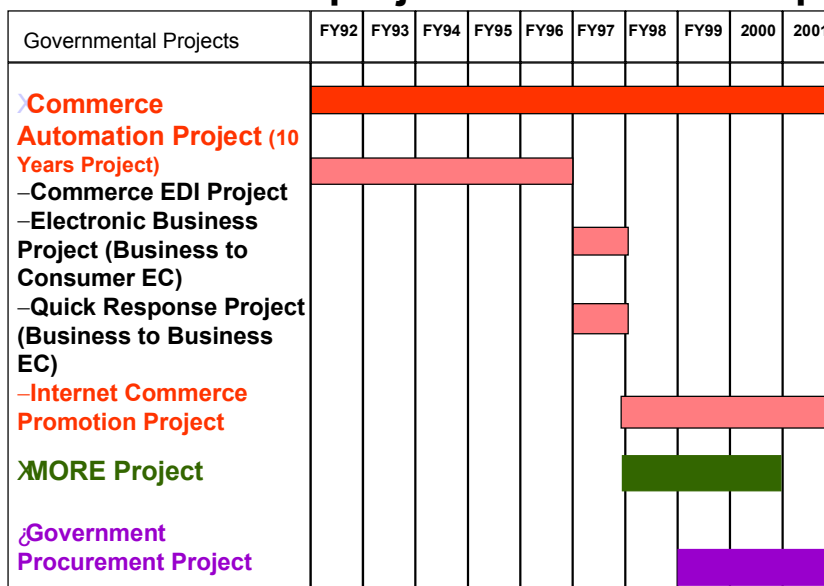 Governmental Projects FY92 FY93 FY94 FY95 FY96 FY97 FY98 FY99 2000 2001
Commerce
Automation Project (10
Years Project)
–Commerce EDI Project
–Electronic Business
Project (Business to
Consumer EC)
–Quick Response Project
(Business to Business
EC)
–Internet Commerce
Promotion Project
MORE Project
¿Government
Procurement Project